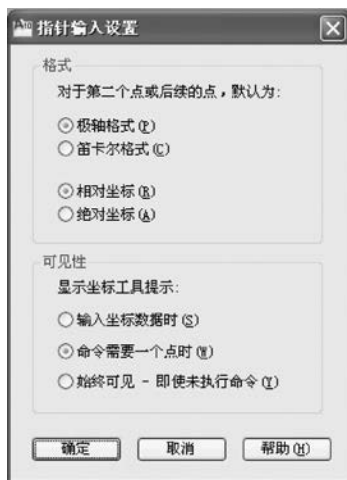 指针输入设置
格式
对于第二个点或后续的点，默认为:
极轴格式(P)
笛卡尔格式(C)
相对坐标(R)
绝对坐标(A)
可见性
显示坐标工具提示:
输入坐标数据时(S)
命令需要一个点时(W)
始终可见 - 即使未执行命令(Y)
确定 取消 帮助(H)